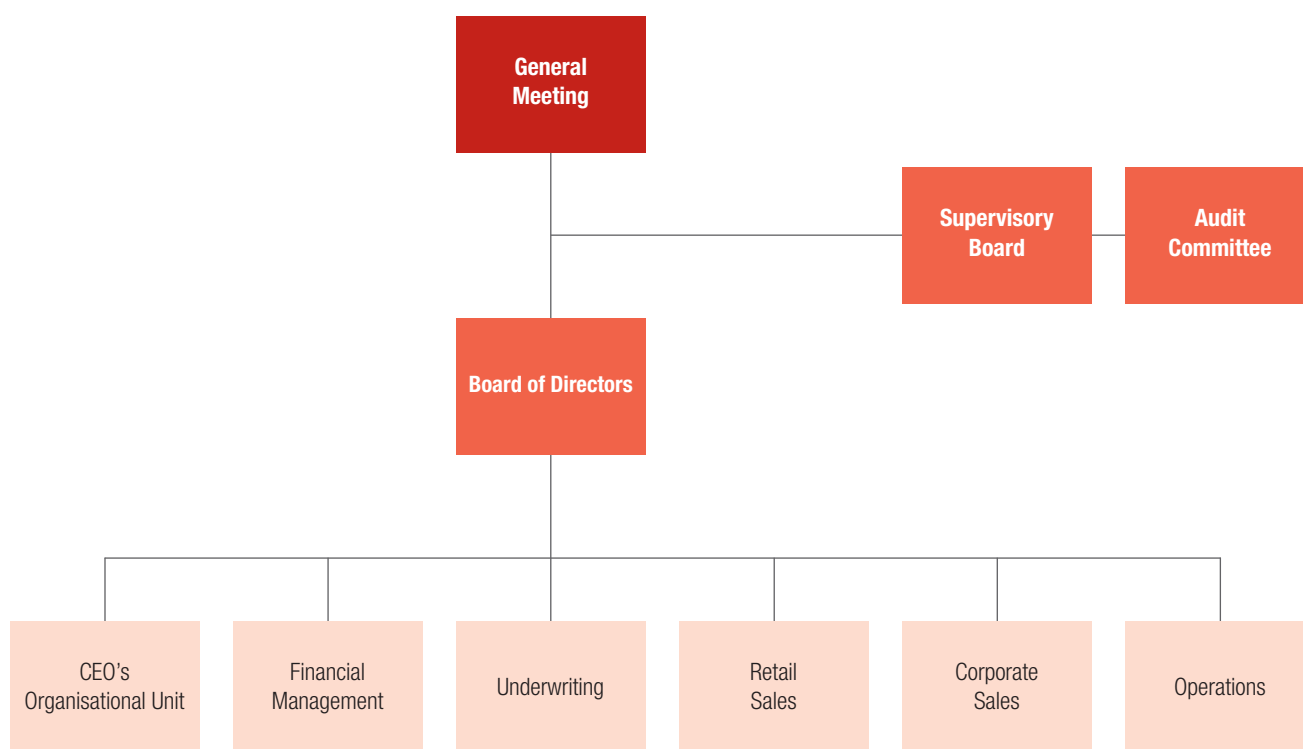 General
Meeting
Supervisory
Board
Audit
Committee
Board of Directors
CEO’s
Organisational Unit
Financial
Management
Underwriting
Retail
Sales
Corporate
Sales
Operations